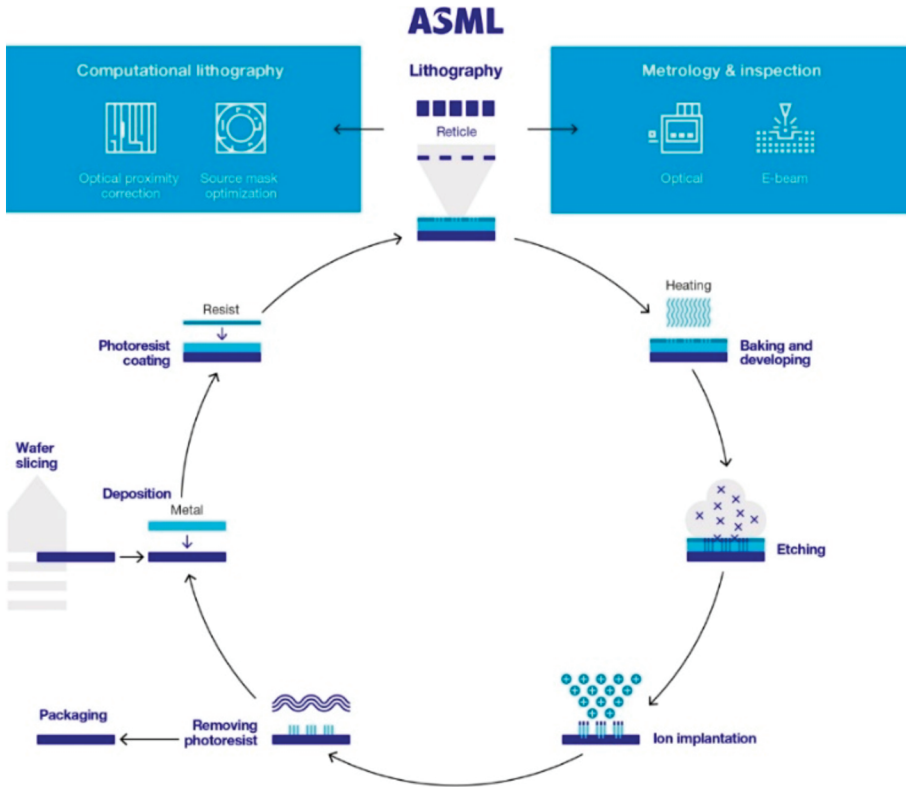 ASML
Computational lithography
Optical proximity
correction
Source mask
optimization
Lithography
Reticle
Metrology & inspection
Optical
E-beam
Heating
Baking and
developing
Etching
Ion implantation
Removing
photoresist
Packaging
Wafer
slicing
Deposition
Metal
Resist
Photoresist
coating